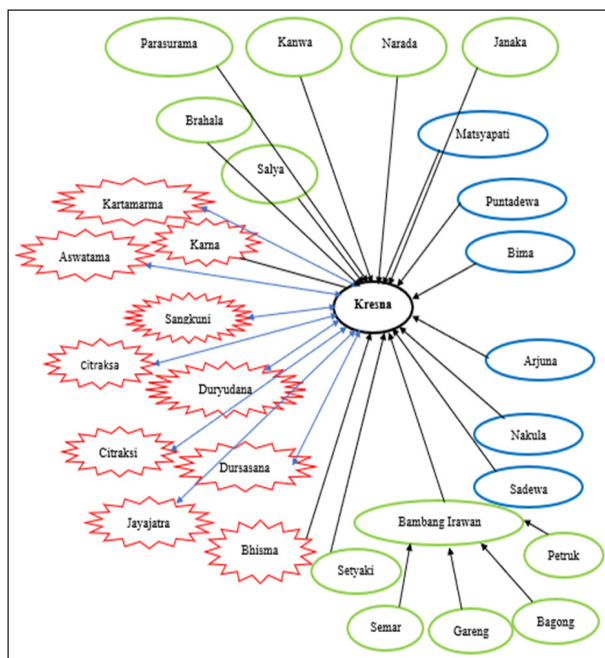 Parasurama
Kanwa
Narada
Janaka
Brahala
Matsyapati
Salya
Kartamarma
Puntadewa
Karna
Aswatama
Bima
Kresna
Sangkuni
Citraksa
Arjuna
Duryudana
Nakula
Citraksi
Dursasana
Sadewa
Jayajatra
Bambang Irawan
Bhisma
Petruk
Setyaki
Semar
Gareng
Bagong